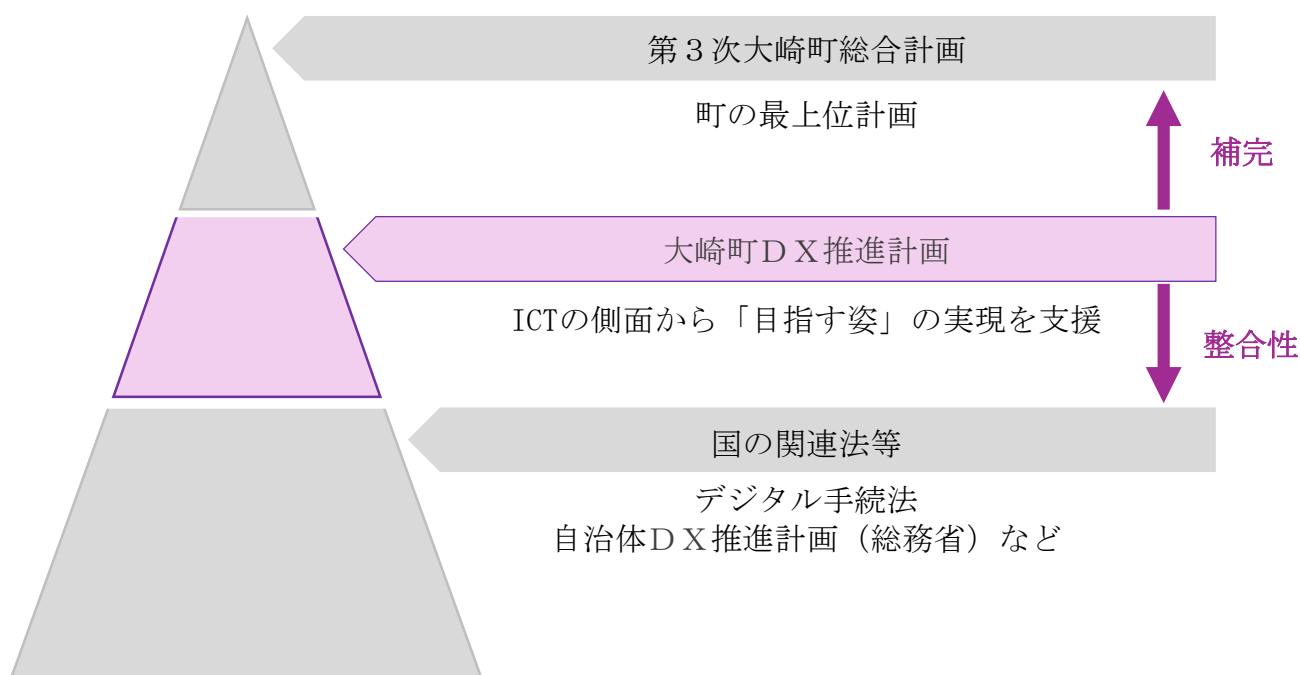 第３次大崎町総合計画
町の最上位計画
補完
大崎町ＤＸ推進計画
ICTの側面から「目指す姿」の実現を支援
整合性
国の関連法等
デジタル手続法
自治体ＤＸ推進計画（総務省）など